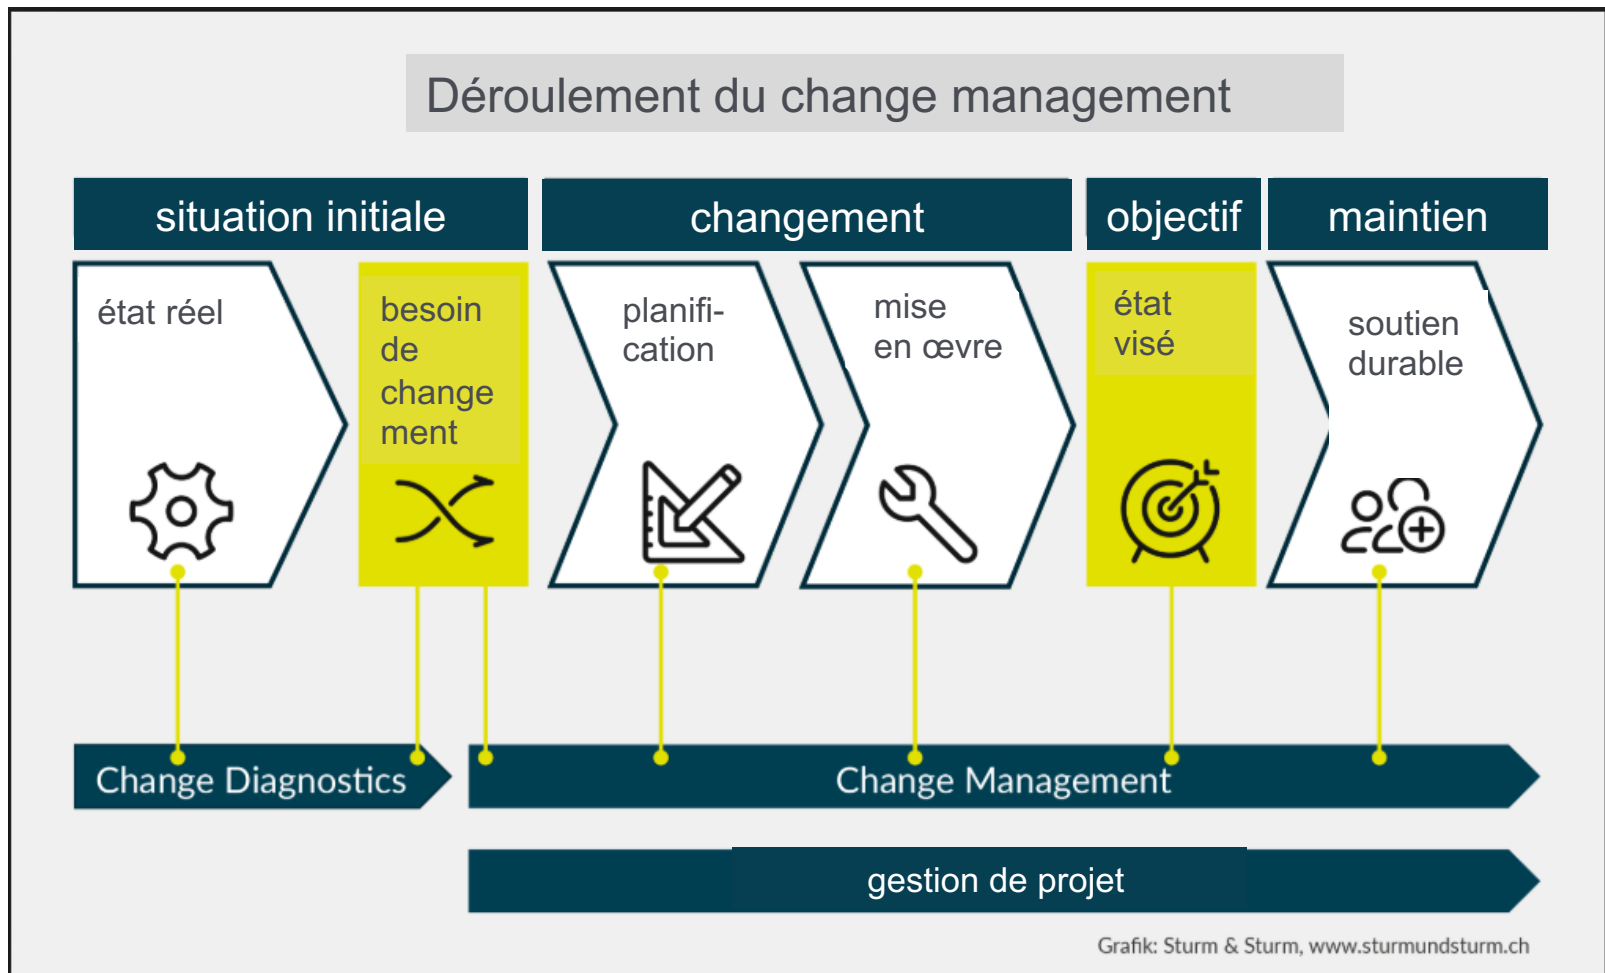 Déroulement du change management
situation initiale
changement
objectif
maintien
état réel
besoin
de
change
ment
planifi-
cation
mise
en œvre
état
visé
soutien
durable
Change Diagnostics
Change Management
gestion de projet
Grafik: Sturm & Sturm, www.sturmundsturm.ch